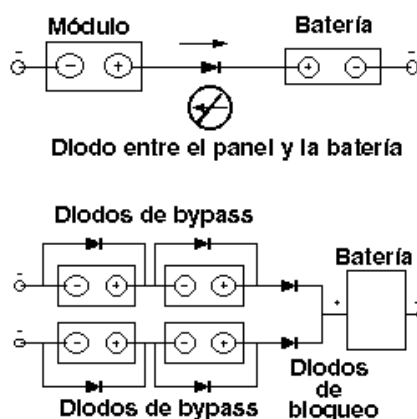 Módulo
Batería
Diodo entre el panel y la batería
Diodos de bypass
Batería
Diodos de bypass
Diodos
de
bloqueo